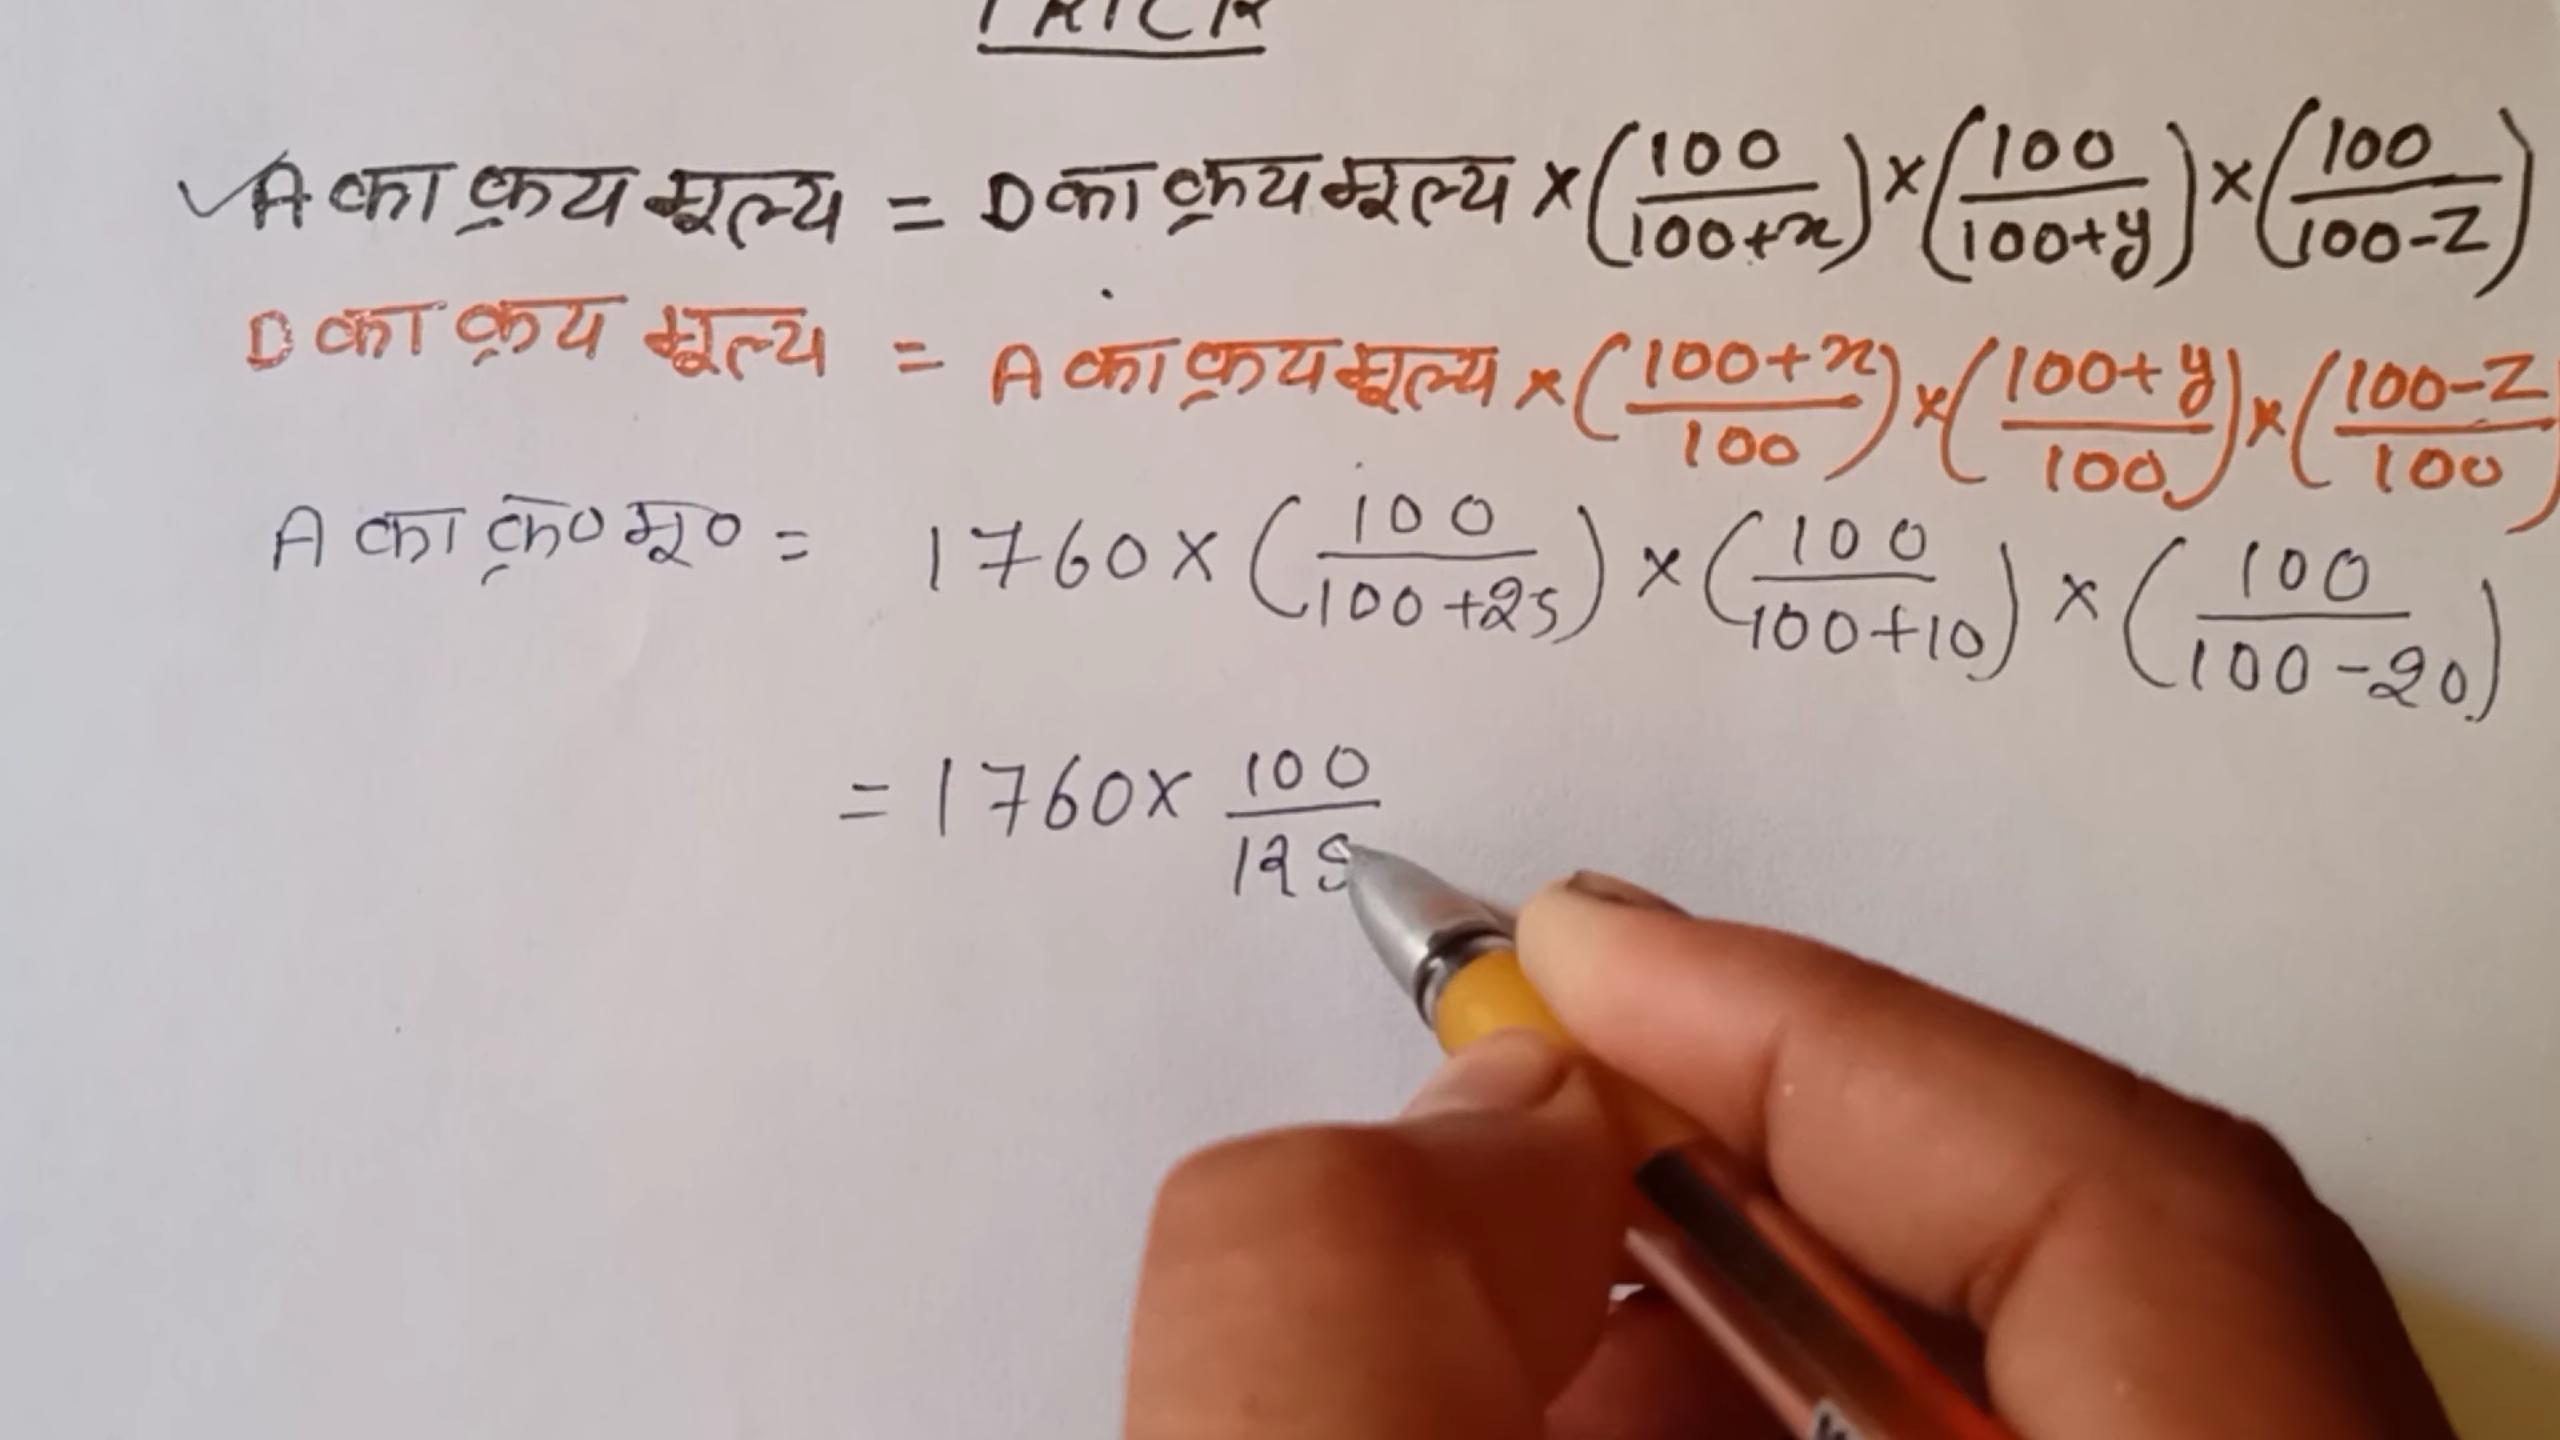 TRICK
A का क्रय मूल्य = D का क्रय मूल्य × (100/100+x) × (100/100+y) × (100/100-Z)
D का क्रय मूल्य = A का क्रय मूल्य × (100+x/100) × (100+y/100) × (100-Z/100)
A का क्र० मू० = 1760 × (100/100+25) × (100/100+10) × (100/100-20)
= 1760 × 100/125